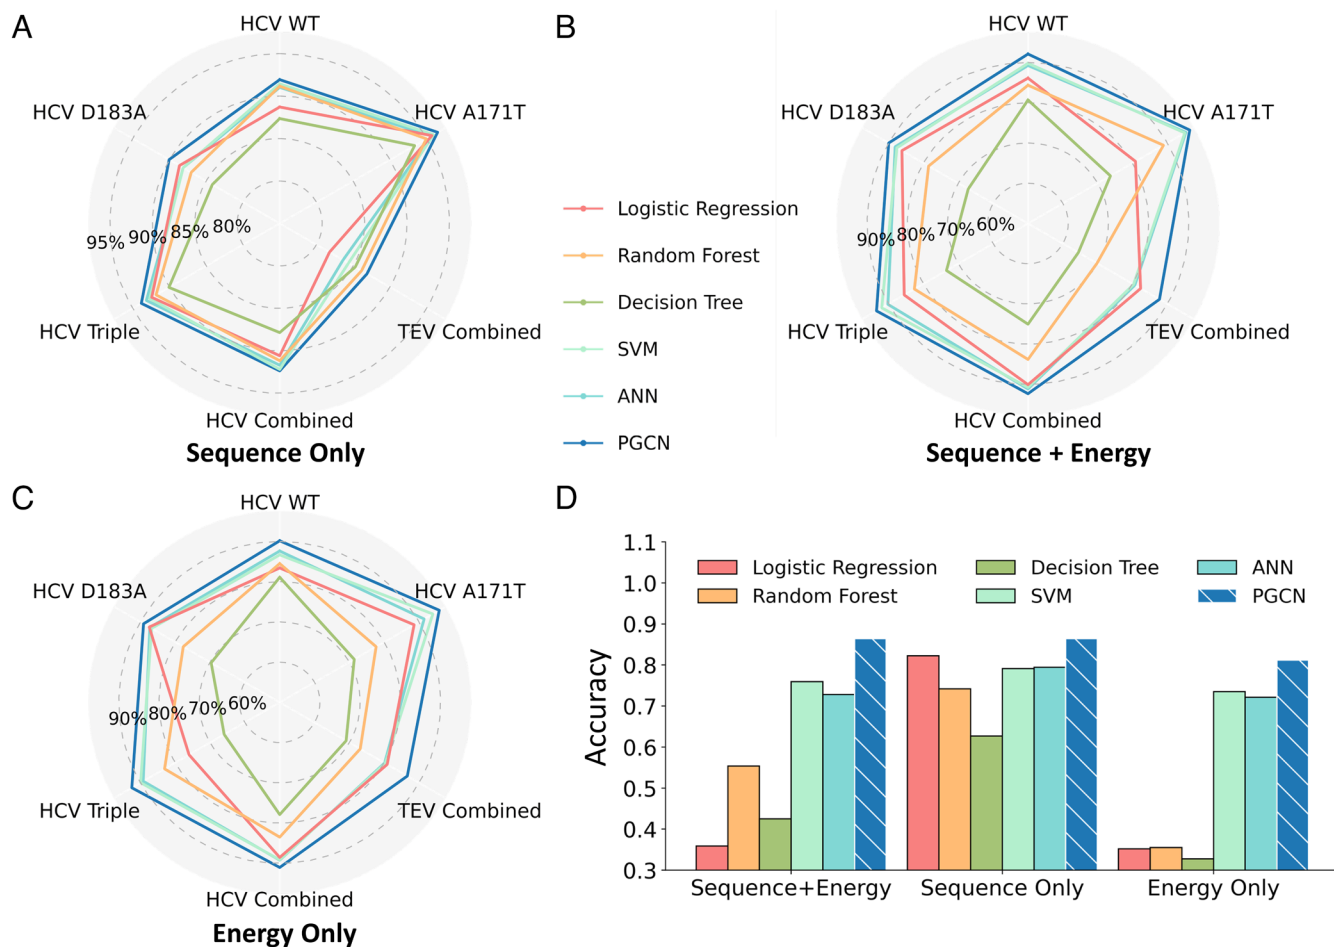 A
HCV WT
HCV D183A
HCV A171T
95% 90% 85% 80%
HCV Triple
TEV Combined
HCV Combined
Sequence Only
Logistic Regression
Random Forest
Decision Tree
SVM
ANN
PGCN
B
HCV WT
HCV D183A
HCV A171T
90% 80% 70% 60%
HCV Triple
TEV Combined
HCV Combined
Sequence + Energy
C
HCV WT
HCV D183A
HCV A171T
90% 80% 70% 60%
HCV Triple
TEV Combined
HCV Combined
Energy Only
D
Accuracy
1.1
1.0
0.9
0.8
0.7
0.6
0.5
0.4
0.3
Logistic Regression
Random Forest
Decision Tree
SVM
ANN
PGCN
Sequence+Energy
Sequence Only
Energy Only